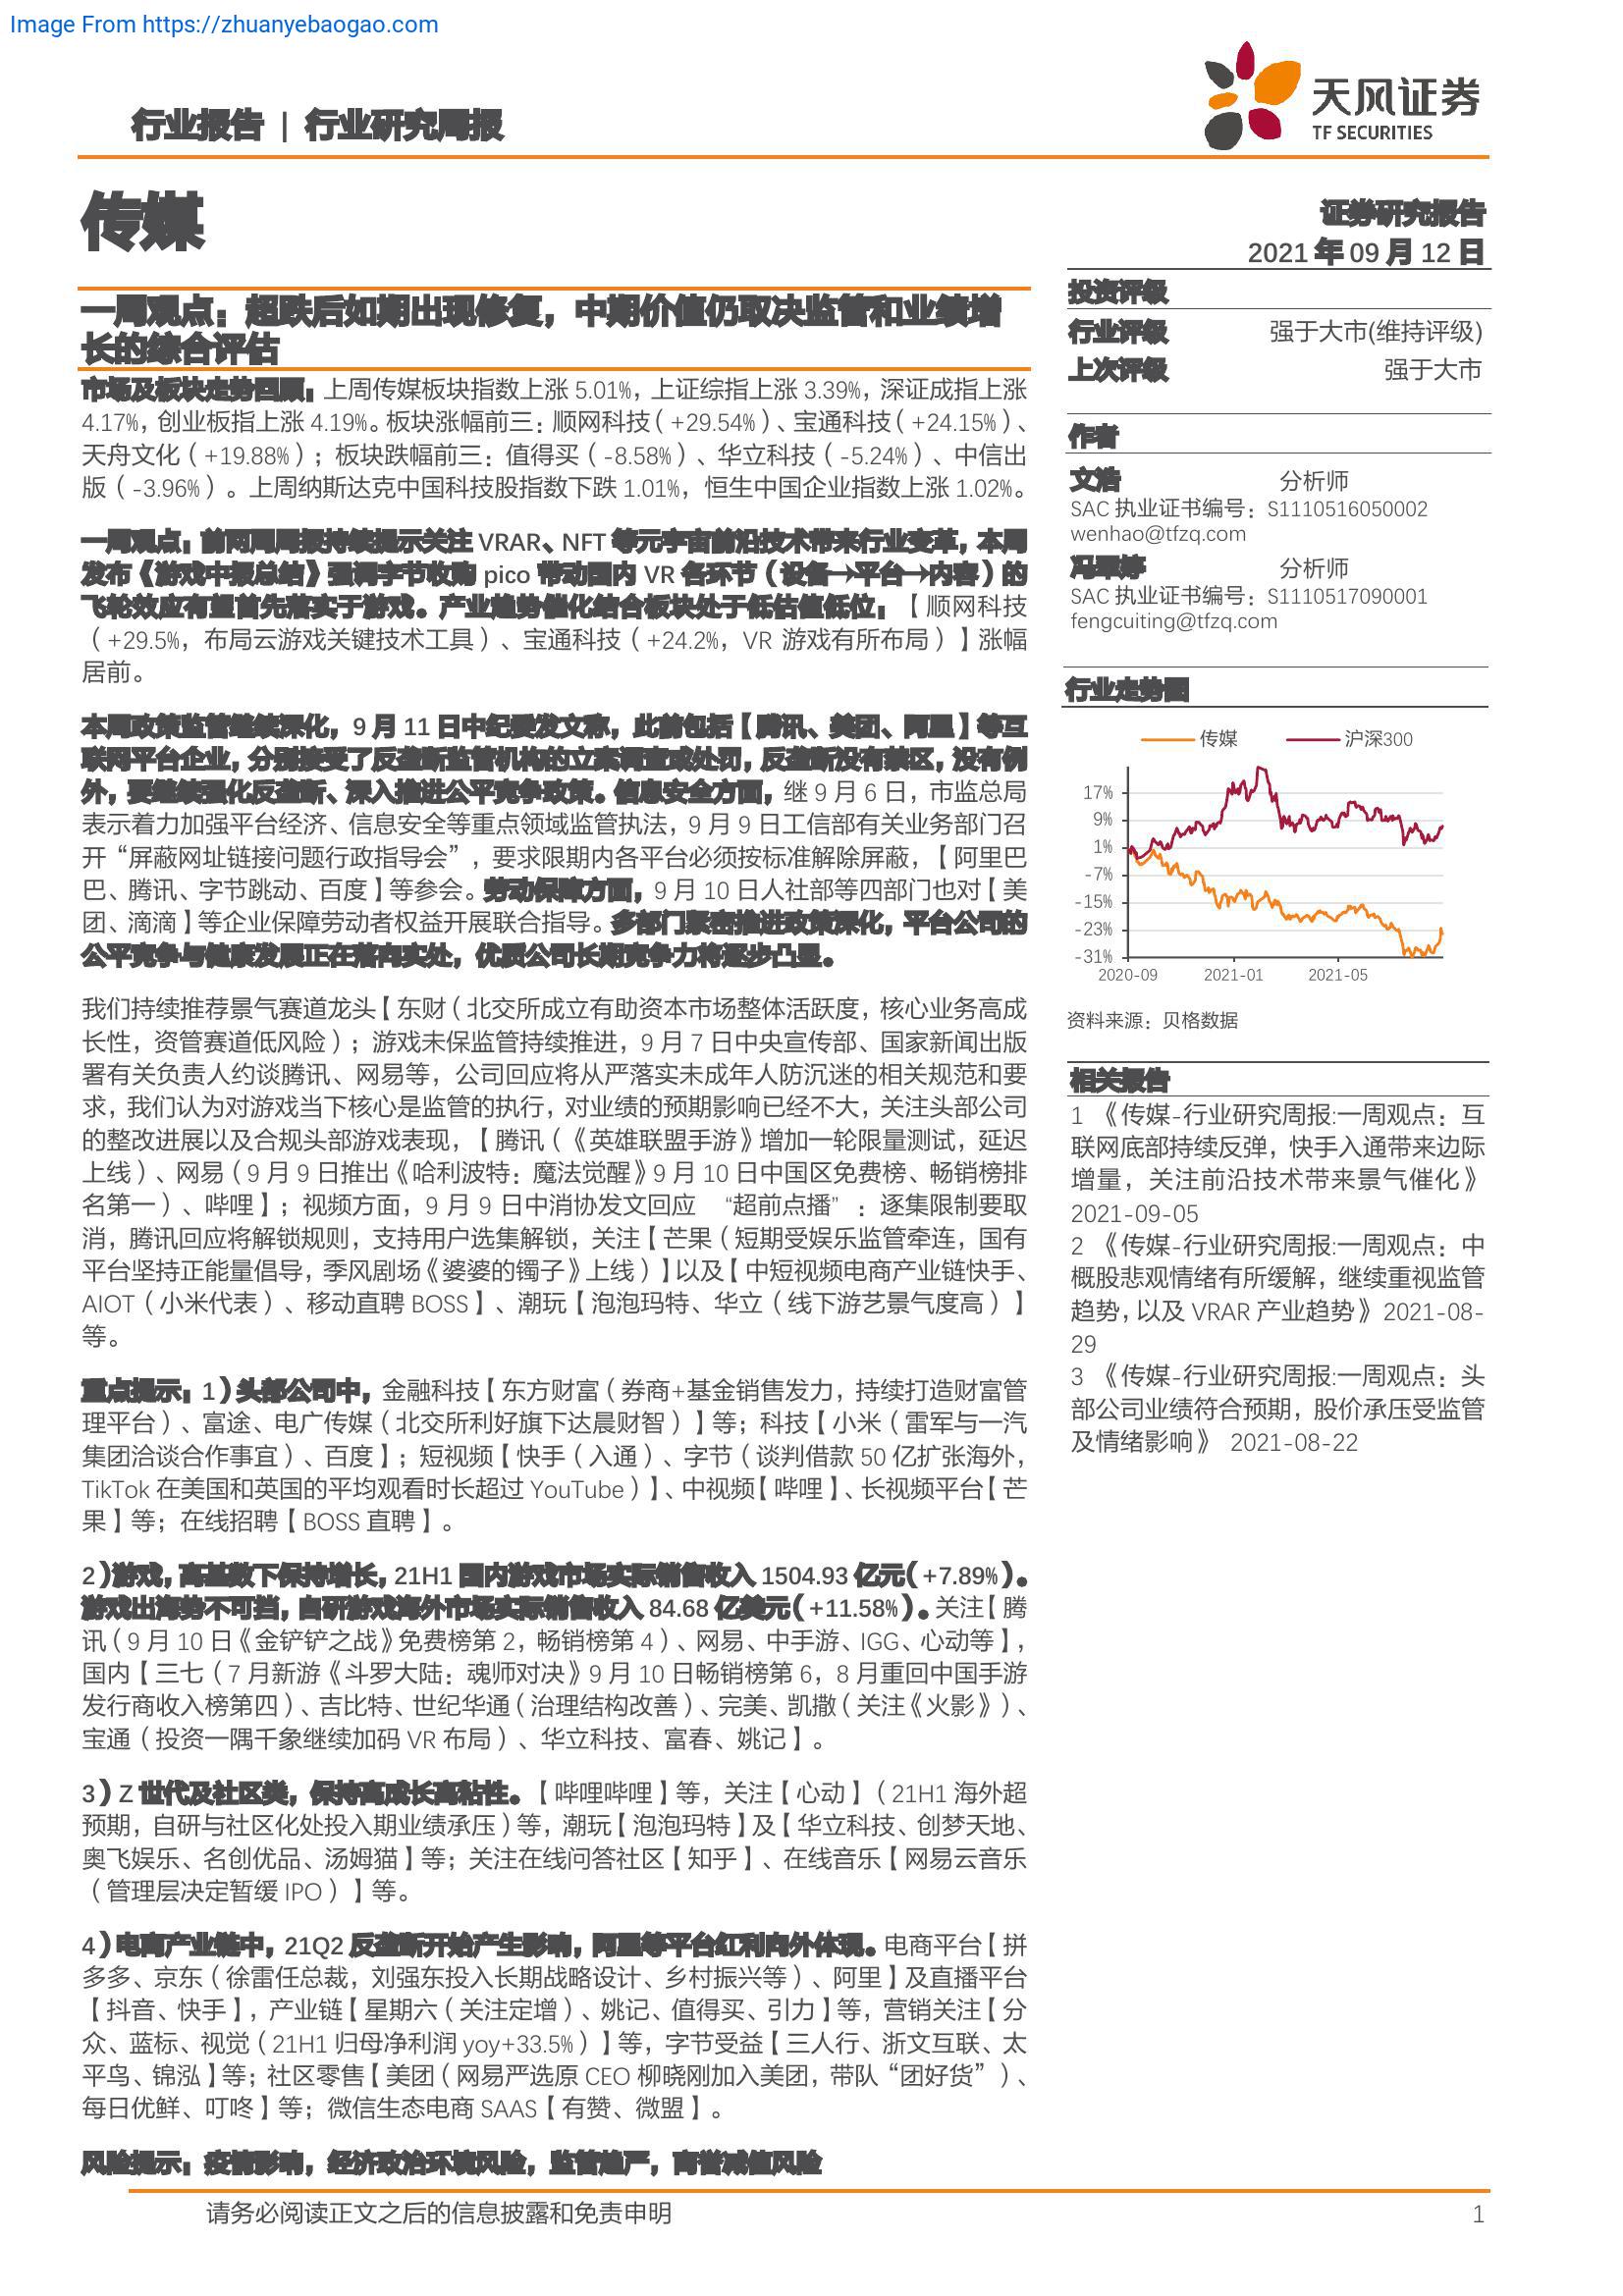 Image From https://zhuanyebaogao.com
行业报告 | 行业研究周报
天风证券
TF SECURITIES
传媒
证券研究报告
2021 年 09 月 12 日
一周观点：超跌后如期出现修复，中期价值仍取决监管和业绩增
长的综合评估
市场及板块走势回顾：上周传媒板块指数上涨 5.01%，上证综指上涨 3.39%，深证成指上涨
4.17%，创业板指上涨 4.19%。板块涨幅前三：顺网科技（+29.54%）、宝通科技（+24.15%）、
天舟文化（+19.88%）；板块跌幅前三：值得买（-8.58%）、华立科技（-5.24%）、中信出
版（-3.96%）。上周纳斯达克中国科技股指数下跌 1.01%，恒生中国企业指数上涨 1.02%。
一周观点：前两周周报持续提示关注 VRAR、NFT 等元宇宙前沿技术带来行业变革，本周
发布《游戏中报总结》强调字节收购 pico 带动国内 VR 各环节（设备→平台→内容）的
飞轮效应有望首先落实于游戏。产业趋势催化结合板块处于低估值低位：【顺网科技
（+29.5%，布局云游戏关键技术工具）、宝通科技（+24.2%，VR 游戏有所布局）】涨幅
居前。
本周政策监管继续深化，9 月 11 日中纪委发文称，此前包括【腾讯、美团、阿里】等互
联网平台企业，分别接受了反垄断监管机构的立案调查或处罚，反垄断没有禁区，没有例
外，要继续强化反垄断、深入推进公平竞争政策。信息安全方面，继 9 月 6 日，市监总局
表示着力加强平台经济、信息安全等重点领域监管执法，9 月 9 日工信部有关业务部门召
开“屏蔽网址链接问题行政指导会”，要求限期内各平台必须按标准解除屏蔽，【阿里巴
巴、腾讯、字节跳动、百度】等参会。劳动保障方面，9 月 10 日人社部等四部门也对【美
团、滴滴】等企业保障劳动者权益开展联合指导。多部门紧密推进政策深化，平台公司的
公平竞争与健康发展正在落向实处，优质公司长期竞争力将逐步凸显。
我们持续推荐景气赛道龙头【东财（北交所成立有助资本市场整体活跃度，核心业务高成
长性，资管赛道低风险）；游戏未保监管持续推进，9 月 7 日中央宣传部、国家新闻出版
署有关负责人约谈腾讯、网易等，公司回应将从严落实未成年人防沉迷的相关规范和要
求，我们认为对游戏当下核心是监管的执行，对业绩的预期影响已经不大，关注头部公司
的整改进展以及合规头部游戏表现，【腾讯（《英雄联盟手游》增加一轮限量测试，延迟
上线）、网易（9 月 9 日推出《哈利波特：魔法觉醒》9 月 10 日中国区免费榜、畅销榜排
名第一）、哔哩】；视频方面，9 月 9 日中消协发文回应 “超前点播”：逐集限制要取
消，腾讯回应将解锁规则，支持用户选集解锁，关注【芒果（短期受娱乐监管牵连，国有
平台坚持正能量倡导，季风剧场《婆婆的镯子》上线）】以及【中短视频电商产业链快手、
AIOT（小米代表）、移动直聘 BOSS】、潮玩【泡泡玛特、华立（线下游艺景气度高）】
等。
重点提示：1）头部公司中，金融科技【东方财富（券商+基金销售发力，持续打造财富管
理平台）、富途、电广传媒（北交所利好旗下达晨财智）】等；科技【小米（雷军与一汽
集团洽谈合作事宜）、百度】；短视频【快手（入通）、字节（谈判借款 50 亿扩张海外，
TikTok 在美国和英国的平均观看时长超过 YouTube）】、中视频【哔哩】、长视频平台【芒
果】等；在线招聘【BOSS 直聘】。
2）游戏，高基数下保持增长，21H1 国内游戏市场实际销售收入 1504.93 亿元（+7.89%）。
游戏出海势不可挡，自研游戏海外市场实际销售收入 84.68 亿美元（+11.58%）。关注【腾
讯（9 月 10 日《金铲铲之战》免费榜第 2，畅销榜第 4）、网易、中手游、IGG、心动等】，
国内【三七（7 月新游《斗罗大陆：魂师对决》9 月 10 日畅销榜第 6，8 月重回中国手游
发行商收入榜第四）、吉比特、世纪华通（治理结构改善）、完美、凯撒（关注《火影》）、
宝通（投资一隅千象继续加码 VR 布局）、华立科技、富春、姚记】。
3）Z 世代及社区类，保持高成长高粘性。【哔哩哔哩】等，关注【心动】（21H1 海外超
预期，自研与社区化处投入期业绩承压）等，潮玩【泡泡玛特】及【华立科技、创梦天地、
奥飞娱乐、名创优品、汤姆猫】等；关注在线问答社区【知乎】、在线音乐【网易云音乐
（管理层决定暂缓 IPO）】等。
4）电商产业链中，21Q2 反垄断开始产生影响，阿里等平台红利向外体现。电商平台【拼
多多、京东（徐雷任总裁，刘强东投入长期战略设计、乡村振兴等）、阿里】及直播平台
【抖音、快手】，产业链【星期六（关注定增）、姚记、值得买、引力】等，营销关注【分
众、蓝标、视觉（21H1 归母净利润 yoy+33.5%）】等，字节受益【三人行、浙文互联、太
平鸟、锦泓】等；社区零售【美团（网易严选原 CEO 柳晓刚加入美团，带队“团好货”）、
每日优鲜、叮咚】等；微信生态电商 SAAS【有赞、微盟】。
风险提示：疫情影响，经济政治环境风险，监管趋严，商誉减值风险
投资评级
行业评级 强于大市(维持评级)
上次评级 强于大市
作者
文浩 分析师
SAC 执业证书编号：S1110516050002
wenhao@tfzq.com
冯翠婷 分析师
SAC 执业证书编号：S1110517090001
fengcuiting@tfzq.com
行业走势图
传媒 沪深300
17%
9%
1%
-7%
-15%
-23%
-31%
2020-09 2021-01 2021-05
资料来源：贝格数据
相关报告
1 《传媒-行业研究周报:一周观点：互
联网底部持续反弹，快手入通带来边际
增量，关注前沿技术带来景气催化》
2021-09-05
2 《传媒-行业研究周报:一周观点：中
概股悲观情绪有所缓解，继续重视监管
趋势，以及 VRAR 产业趋势》 2021-08-
29
3 《传媒-行业研究周报:一周观点：头
部公司业绩符合预期，股价承压受监管
及情绪影响》 2021-08-22
请务必阅读正文之后的信息披露和免责申明 1